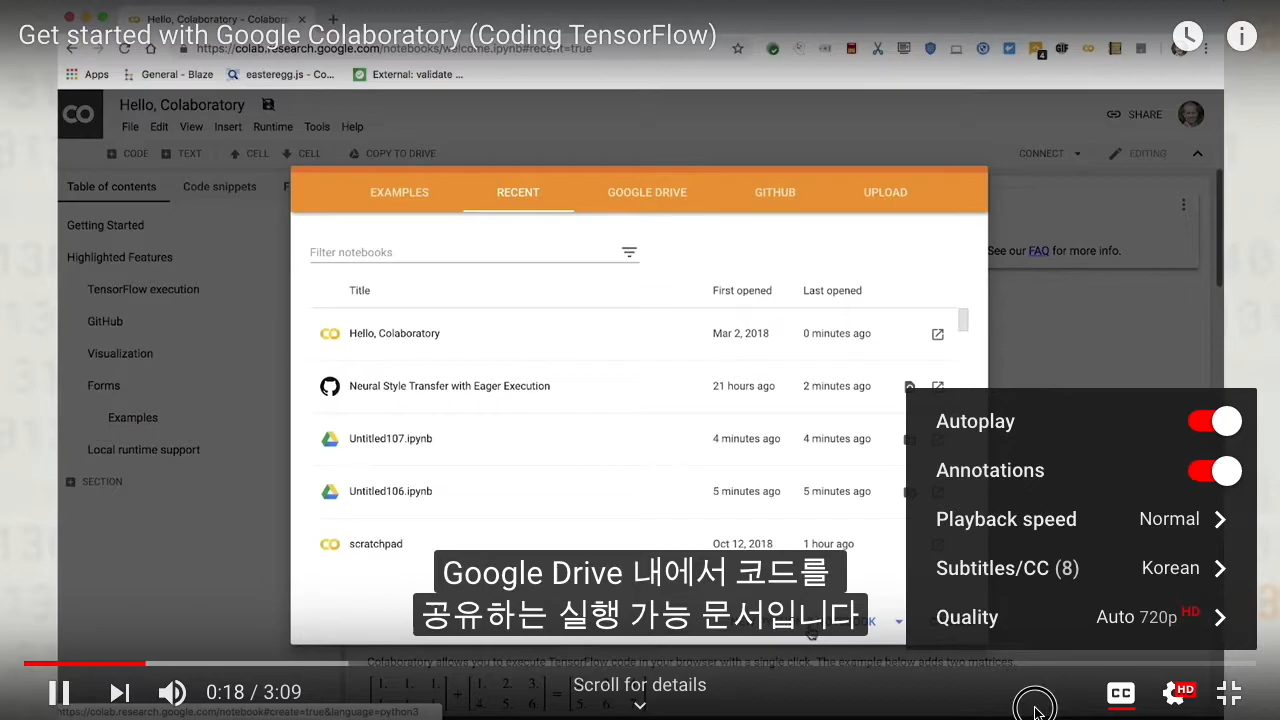 Hello, Colaboratory - Colabor
Get started with Google Colaboratory (Coding TensorFlow)
https://colab.research.google.com/notebooks/welcome.ipynb#recent=true
Apps
General - Blaze
easteregg.js - Co...
External: validate ...
GIF
4
CO
Hello, Colaboratory
SHARE
File Edit View Insert Runtime Tools Help
CODE TEXT CELL CELL COPY TO DRIVE
CONNECT
EDITING
Table of contents
Code snippets
F
EXAMPLES
RECENT
GOOGLE DRIVE
GITHUB
UPLOAD
Getting Started
Highlighted Features
TensorFlow execution
GitHub
Visualization
Forms
Examples
Local runtime support
SECTION
See our FAQ for more info.
Filter notebooks
Title First opened Last opened
Hello, Colaboratory Mar 2, 2018 0 minutes ago
Neural Style Transfer with Eager Execution 21 hours ago 2 minutes ago
Untitled107.ipynb 4 minutes ago 4 minutes ago
Untitled106.ipynb 5 minutes ago 5 minutes ago
scratchpad Oct 12, 2018 1 hour ago
Autoplay
Annotations
Playback speed Normal
Subtitles/CC (8) Korean
Quality Auto 720p HD
Google Drive 내에서 코드를
공유하는 실행 가능 문서입니다
Colaboratory allows you to execute TensorFlow code in your browser with a single click. The example below adds two matrices.
0:18 / 3:09
Scroll for details
CC
HD
https://colab.research.google.com/notebook#create=true&language=python3